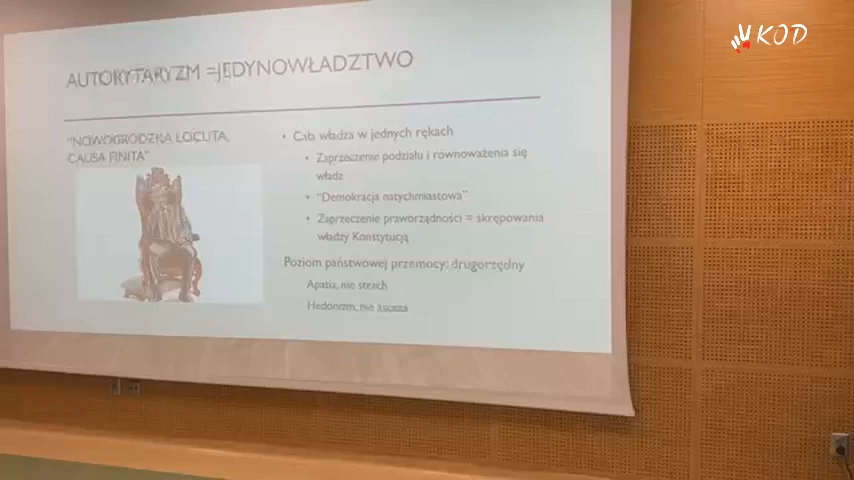 KOD
AUTORYTARYZM =JEDYNOWŁADZTWO
"NOWOGRODZKA LOCUTA,
CAUSA FINITA"
• Cała władza w jednych rękach
• Zaprzeczenie podziału i równoważenia się
władz
• "Demokracja natychmiastowa"
• Zaprzeczenie praworządności = skrępowania
władzy Konstytucją
Poziom państwowej przemocy: drugorzędny
Apatia, nie strach
Hedonizm, nie asceza